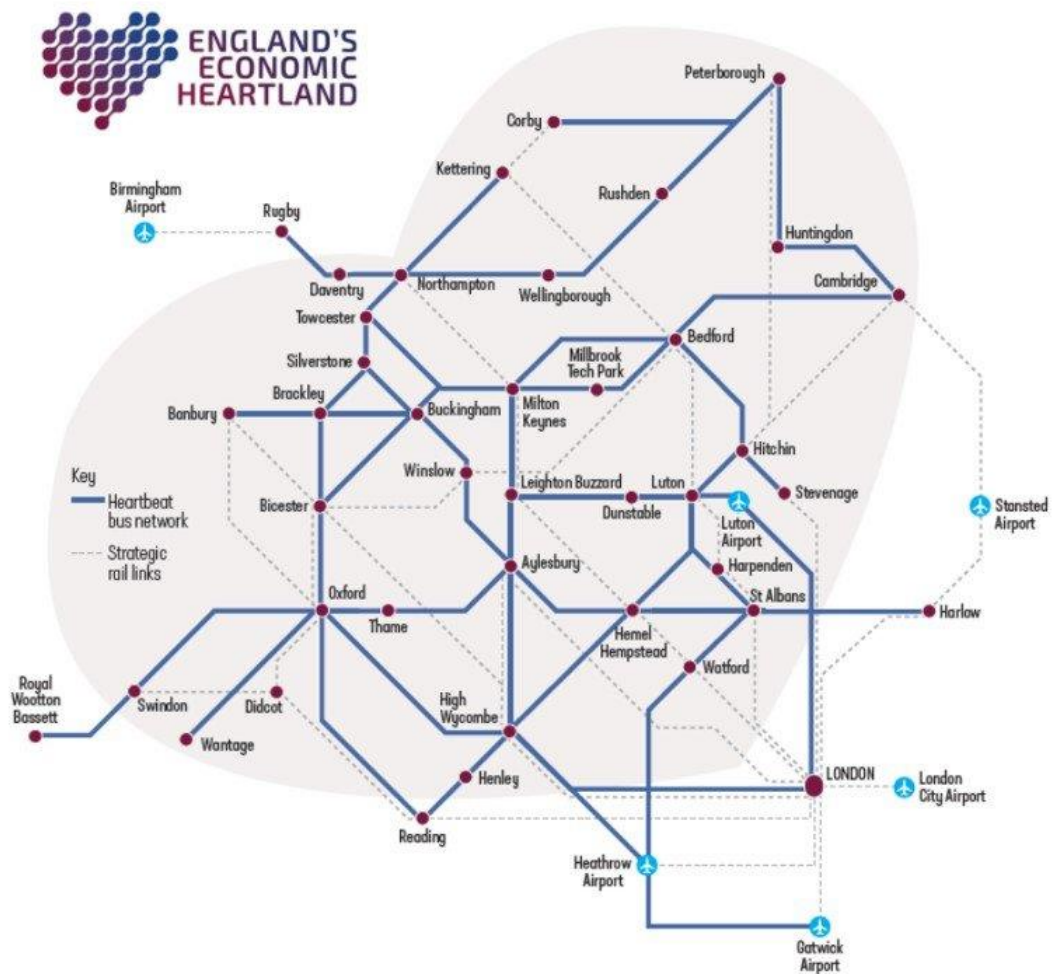 ENGLAND'S
ECONOMIC
HEARTLAND
Peterborough
Corby
Kettering
Rushden
Birmingham
Airport
Rugby
Huntingdon
Daventry
Northampton
Wellingborough
Cambridge
Towcester
Bedford
Silverstone
Millbrook
Tech Park
Brackley
Banbury
Buckingham
Milton
Keynes
Hitchin
Key
Heartbeat
bus network
Strategic
rail links
Winslow
Leighton Buzzard
Luton
Stevenage
Bicester
Dunstable
Luton
Airport
Stansted
Airport
Aylesbury
Harpenden
Oxford
Thame
St Albans
Harlow
Hemel
Hempstead
Watford
Royal
Wootton
Bassett
Swindon
Didcot
High
Wycombe
Wantage
Henley
LONDON
London
City Airport
Reading
Heathrow
Airport
Gatwick
Airport